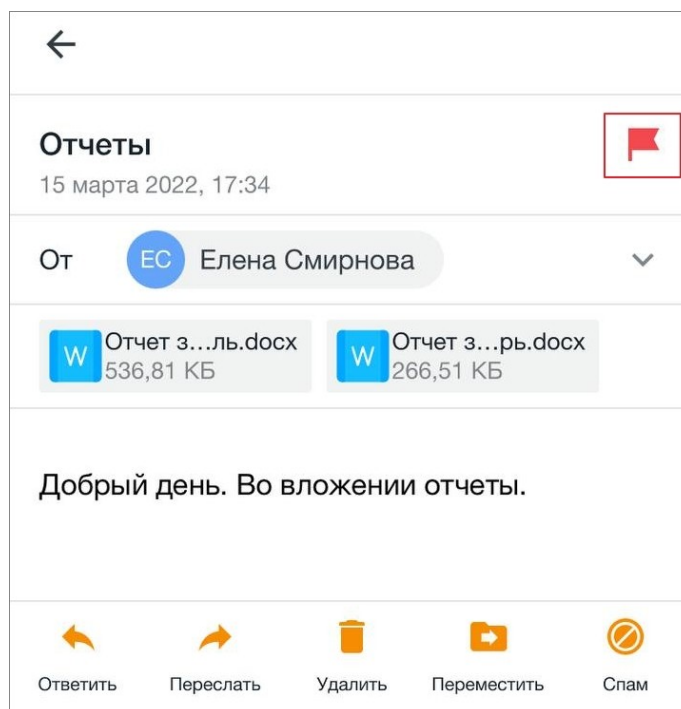 Отчеты
15 марта 2022, 17:34
От ЕС Елена Смирнова
W Отчет з...ль.docx W Отчет з...рь.docx
536,81 КБ 266,51 КБ
Добрый день. Во вложении отчеты.
Ответить Переслать Удалить Переместить Спам